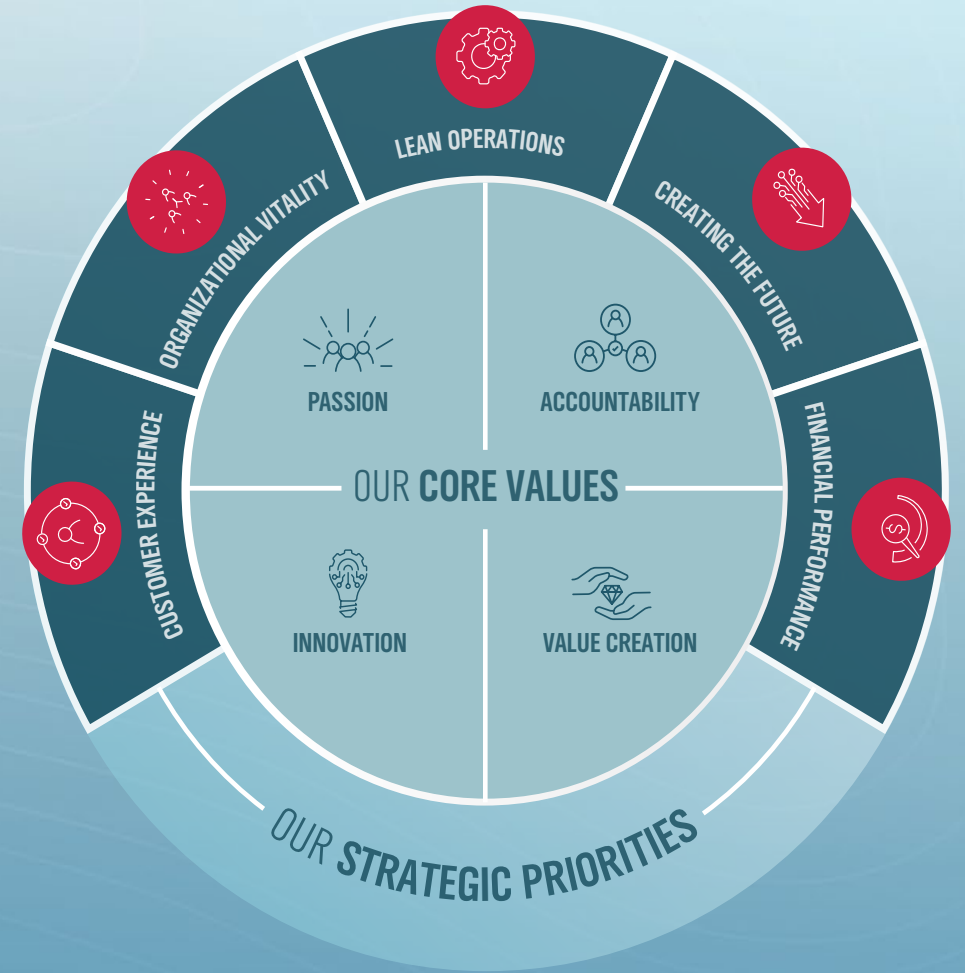 LEAN OPERATIONS
ORGANIZATIONAL VITALITY
CREATING THE FUTURE
CUSTOMER EXPERIENCE
FINANCIAL PERFORMANCE
PASSION
ACCOUNTABILITY
OUR CORE VALUES
INNOVATION
VALUE CREATION
OUR STRATEGIC PRIORITIES